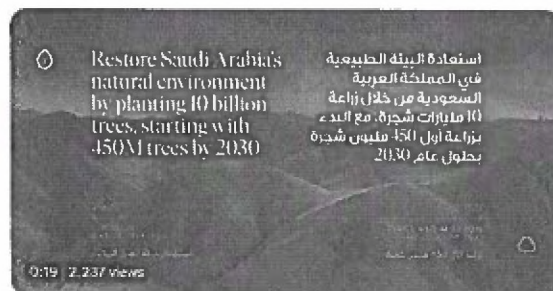 Restore Saudi Arabia's
natural environment
by planting 10 billion
trees, starting with
450M trees by 2030
استعادة البيئة الطبيعية
في المملكة العربية
السعودية من خلال زراعة
10 مليارات شجرة، مع البدء
بزراعة أول 450 مليون شجرة
بحلول عام 2030
0:19 2,237 views